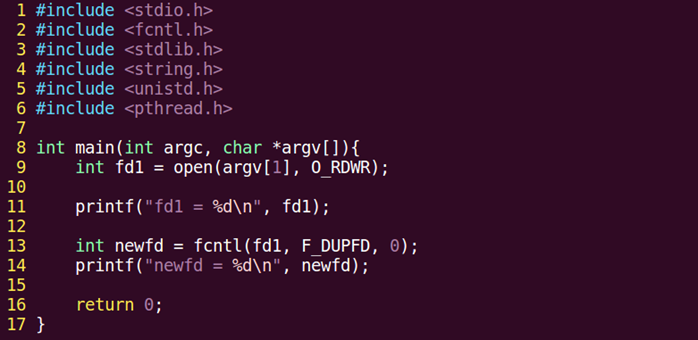 1 #include <stdio.h>
2 #include <fcntl.h>
3 #include <stdlib.h>
4 #include <string.h>
5 #include <unistd.h>
6 #include <pthread.h>
7
8 int main(int argc, char *argv[]){
9     int fd1 = open(argv[1], O_RDWR);
10
11     printf("fd1 = %d\n", fd1);
12
13     int newfd = fcntl(fd1, F_DUPFD, 0);
14     printf("newfd = %d\n", newfd);
15
16     return 0;
17 }